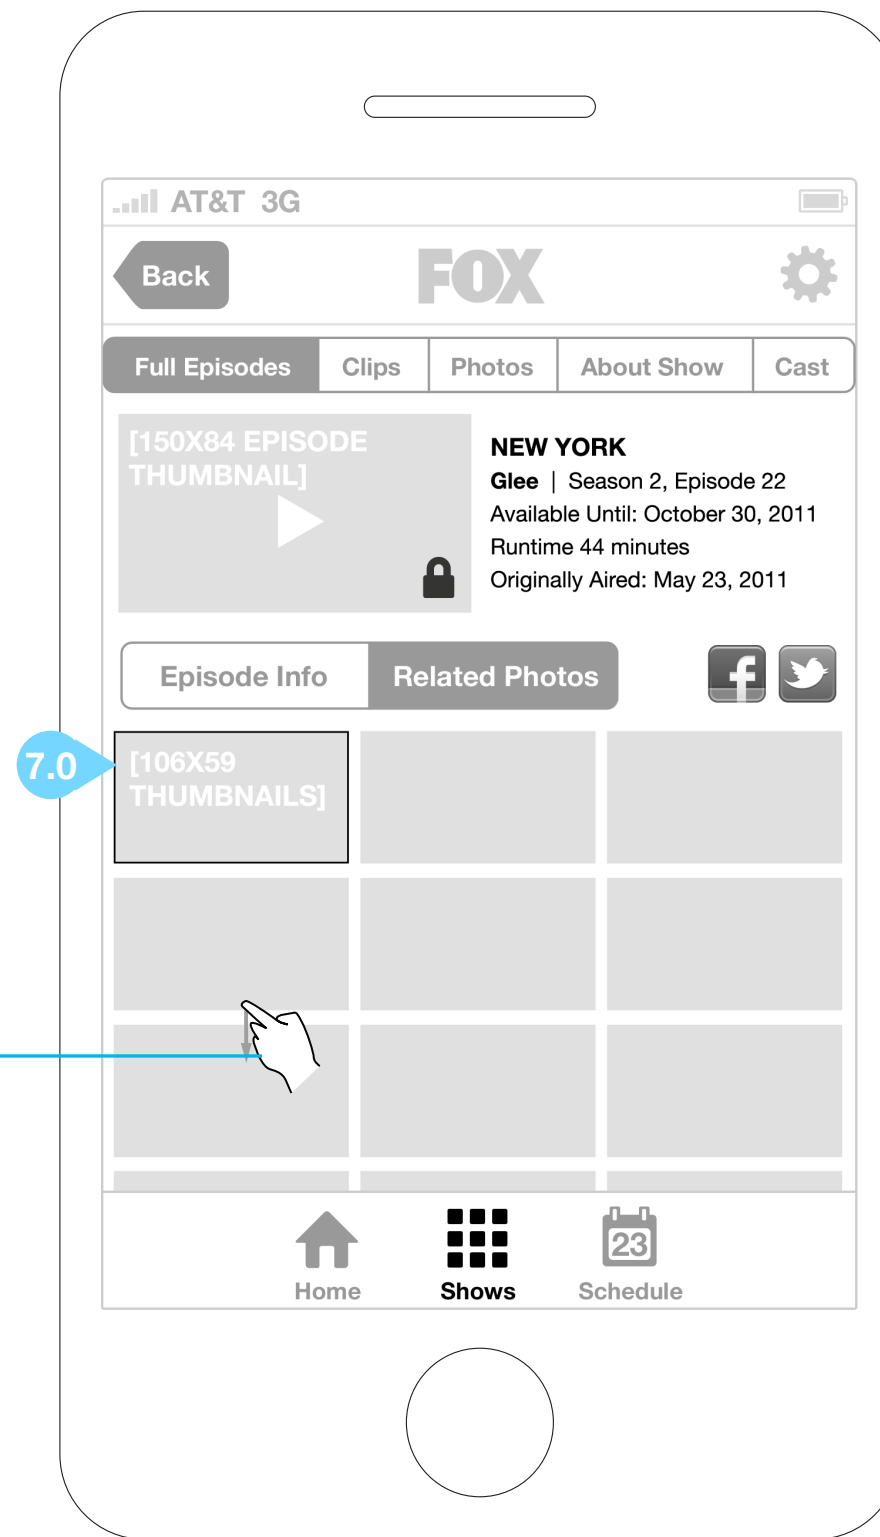 AT&T 3G
Back
FOX
Full Episodes
Clips
Photos
About Show
Cast
[150X84 EPISODE
THUMBNAIL]
NEW YORK
Glee | Season 2, Episode 22
Available Until: October 30, 2011
Runtime 44 minutes
Originally Aired: May 23, 2011
Episode Info
Related Photos
f
7.0
[106X59
THUMBNAILS]
23
Home
Shows
Schedule